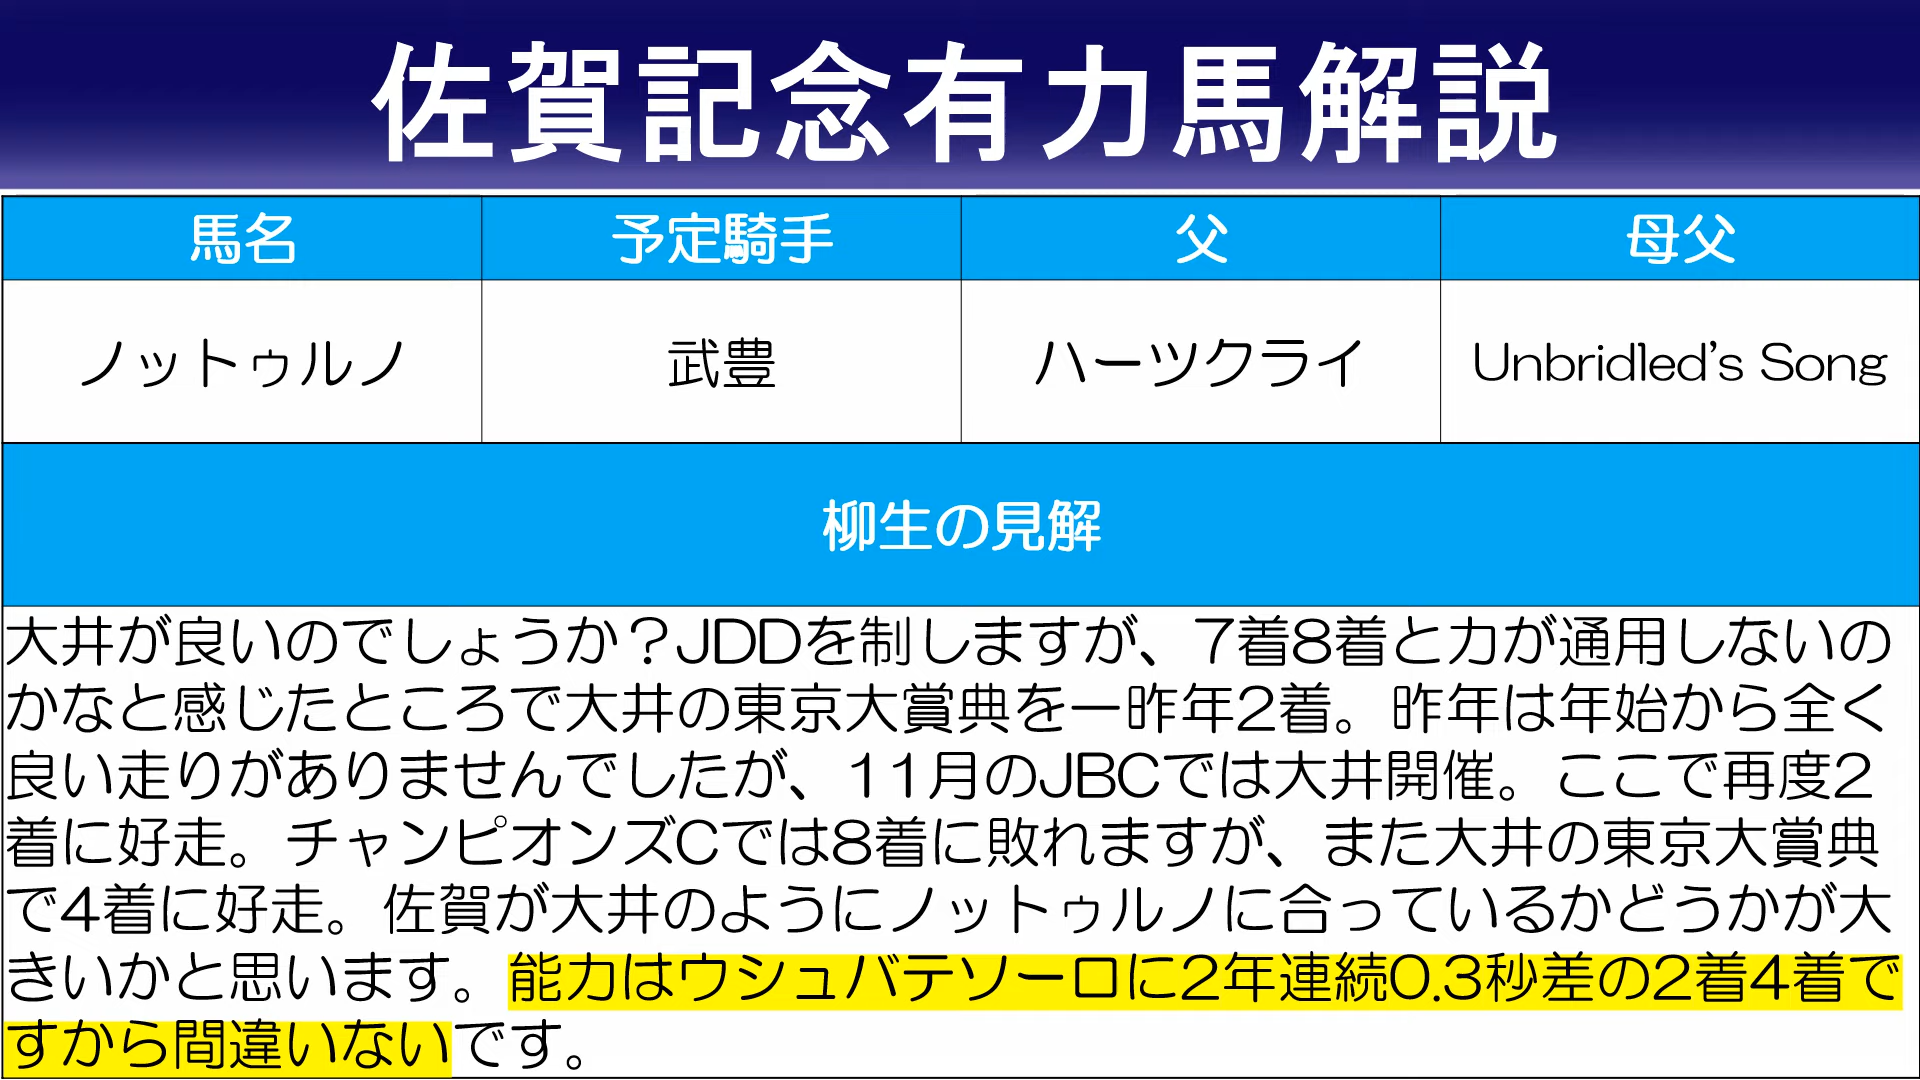 佐賀記念有力馬解説
馬名 予定騎手 父 母父
ノットゥルノ 武豊 ハーツクライ Unbridled's Song
柳生の見解
大井が良いのでしょうか？JDDを制しますが、7着8着と力が通用しないの
かなと感じたところで大井の東京大賞典を一昨年2着。昨年は年始から全く
良い走りがありませんでしたが、11月のJBCでは大井開催。ここで再度2
着に好走。チャンピオンズCでは8着に敗れますが、また大井の東京大賞典
で4着に好走。佐賀が大井のようにノットゥルノに合っているかどうかが大
きいかと思います。能力はウシュバテソーロに2年連続0.3秒差の2着4着で
すから間違いないです。